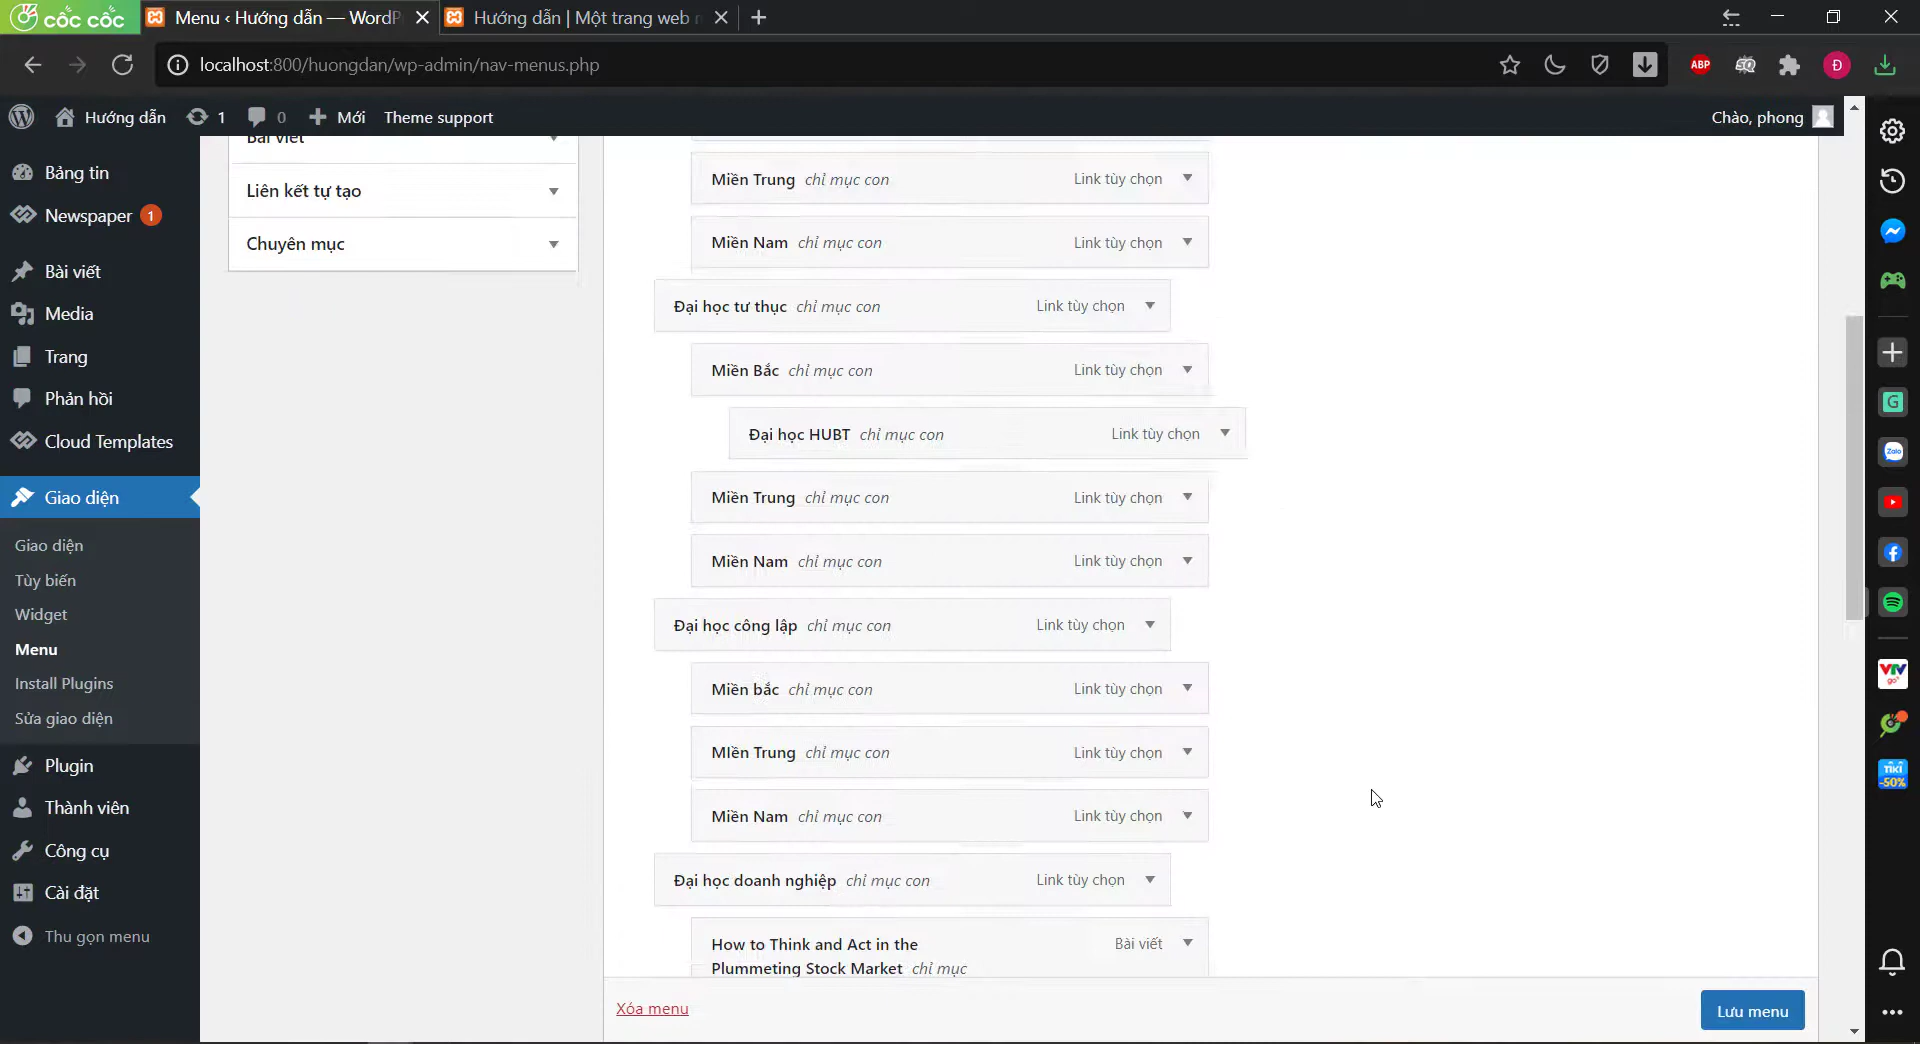 cốc cốc
Menu ‹ Hướng dẫn — WordP
Hướng dẫn | Một trang web
localhost:800/huongdan/wp-admin/nav-menus.php
ABP
Đ
Hướng dẫn
1
0
Mới
Theme support
Chào, phong
Bảng tin
Newspaper 1
Bài viết
Media
Trang
Phản hồi
Cloud Templates
Giao diện
Giao diện
Tùy biến
Widget
Menu
Install Plugins
Sửa giao diện
Plugin
Thành viên
Công cụ
Cài đặt
Thu gọn menu
Bài viết
Liên kết tự tạo
Chuyên mục
Miền Trung chỉ mục con Link tùy chọn
Miền Nam chỉ mục con Link tùy chọn
Đại học tư thục chỉ mục con Link tùy chọn
Miền Bắc chỉ mục con Link tùy chọn
Đại học HUBT chỉ mục con Link tùy chọn
Miền Trung chỉ mục con Link tùy chọn
Miền Nam chỉ mục con Link tùy chọn
Đại học công lập chỉ mục con Link tùy chọn
Miền bắc chỉ mục con Link tùy chọn
MIền Trung chỉ mục con Link tùy chọn
Miền Nam chỉ mục con Link tùy chọn
Đại học doanh nghiệp chỉ mục con Link tùy chọn
How to Think and Act in the Bài viết
Plummeting Stock Market chỉ mục
Xóa menu
Lưu menu
G
Zalo
VTV
go
TIKI
-50%